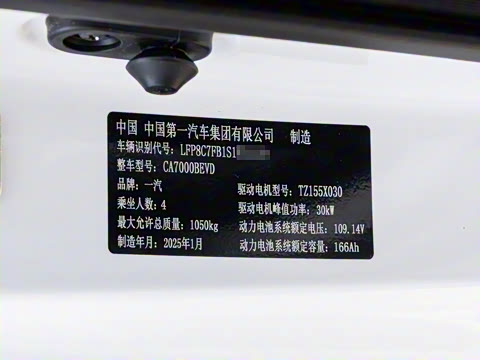 中国 中国第一汽车集团有限公司 制造
车辆识别代号: LFP8C7FB1S1
整车型号: CA7000BEVD
品牌: 一汽 驱动电机型号: TZ155X030
乘坐人数: 4 驱动电机峰值功率: 30kW
最大允许总质量: 1050kg 动力电池系统额定电压: 109.14V
制造年月: 2025年1月 动力电池系统额定容量: 166Ah